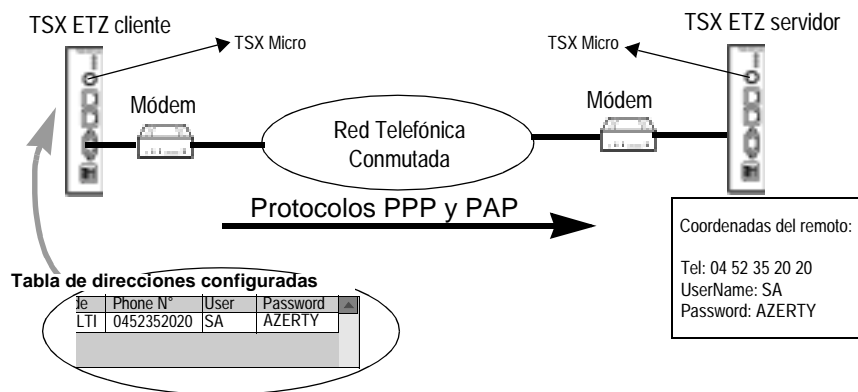 TSX ETZ cliente
TSX ETZ servidor
TSX Micro
TSX Micro
Módem
Módem
Red Telefónica
Conmutada
Protocolos PPP y PAP
Coordenadas del remoto:
Tel: 04 52 35 20 20
UserName: SA
Password: AZERTY
Tabla de direcciones configuradas
de Phone N° User Password
LTI 0452352020 SA AZERTY